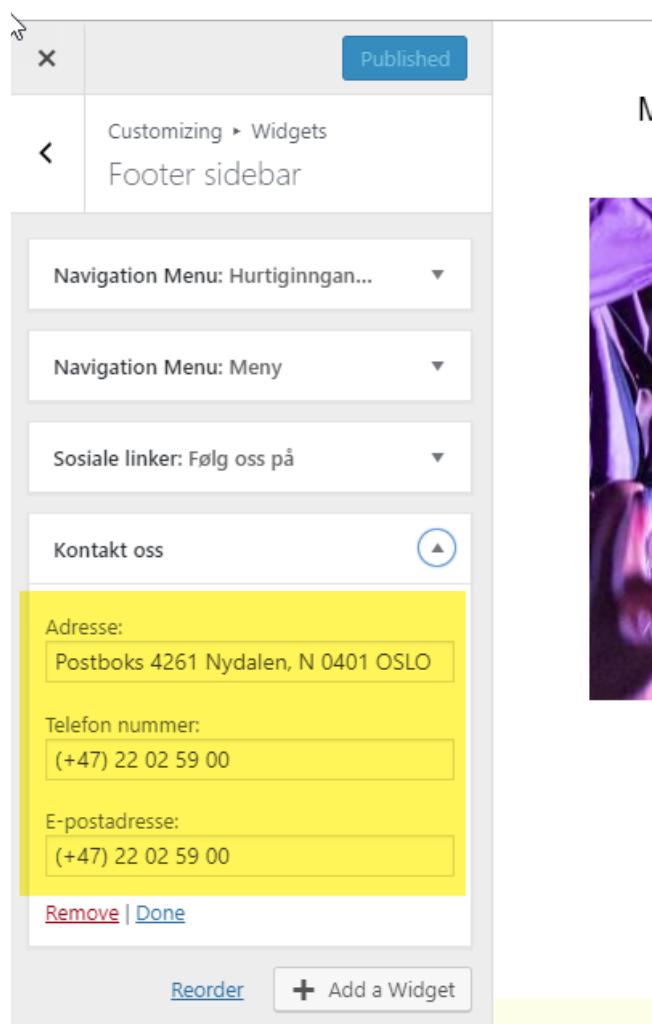 Published
Customizing ▸ Widgets
Footer sidebar
Navigation Menu: Hurtiginngan...
Navigation Menu: Meny
Sosiale linker: Følg oss på
Kontakt oss
Adresse:
Postboks 4261 Nydalen, N 0401 OSLO
Telefon nummer:
(+47) 22 02 59 00
E-postadresse:
(+47) 22 02 59 00
Remove | Done
Reorder
Add a Widget